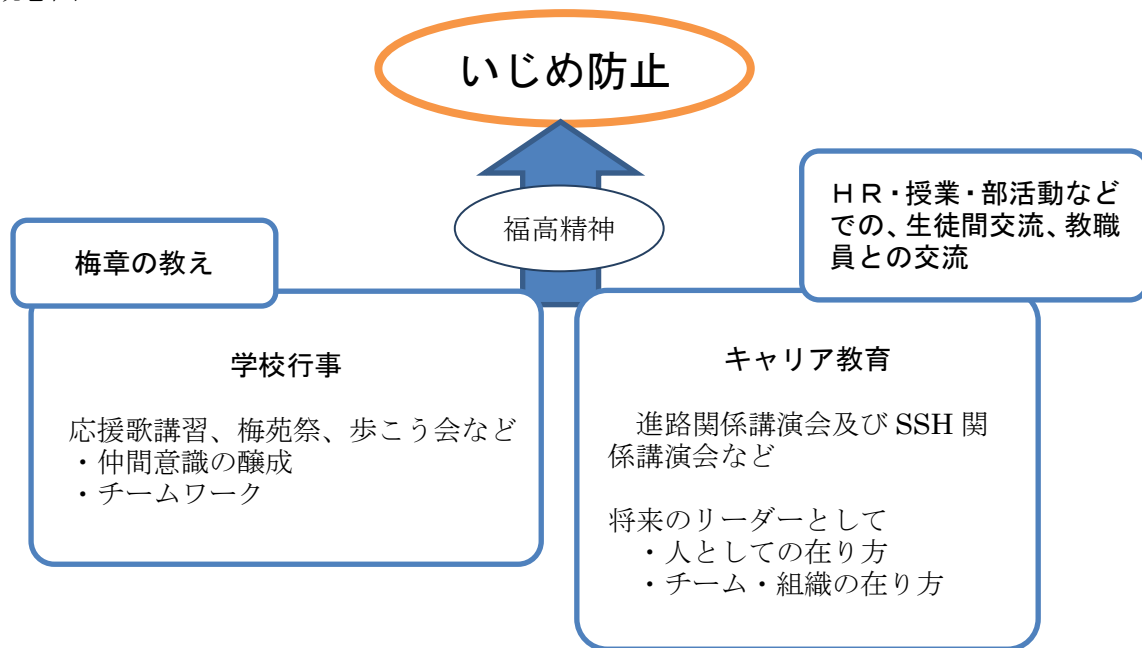 いじめ防止
福高精神
梅章の教え
学校行事
応援歌講習、梅苑祭、歩こう会など
・仲間意識の醸成
・チームワーク
ＨＲ・授業・部活動など
での、生徒間交流、教職
員との交流
キャリア教育
進路関係講演会及び SSH 関
係講演会など
将来のリーダーとして
・人としての在り方
・チーム・組織の在り方